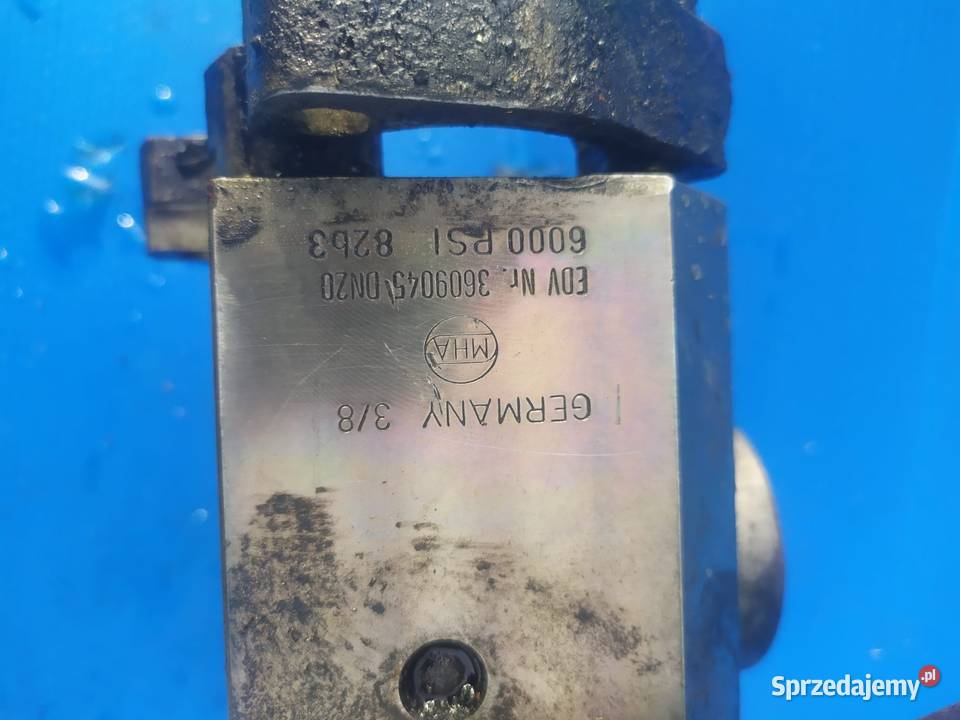 GERMANY 3/8
MHA
EDV Nr. 3609045 DN20
6000 PSI 82b3
Sprzedajemy.pl